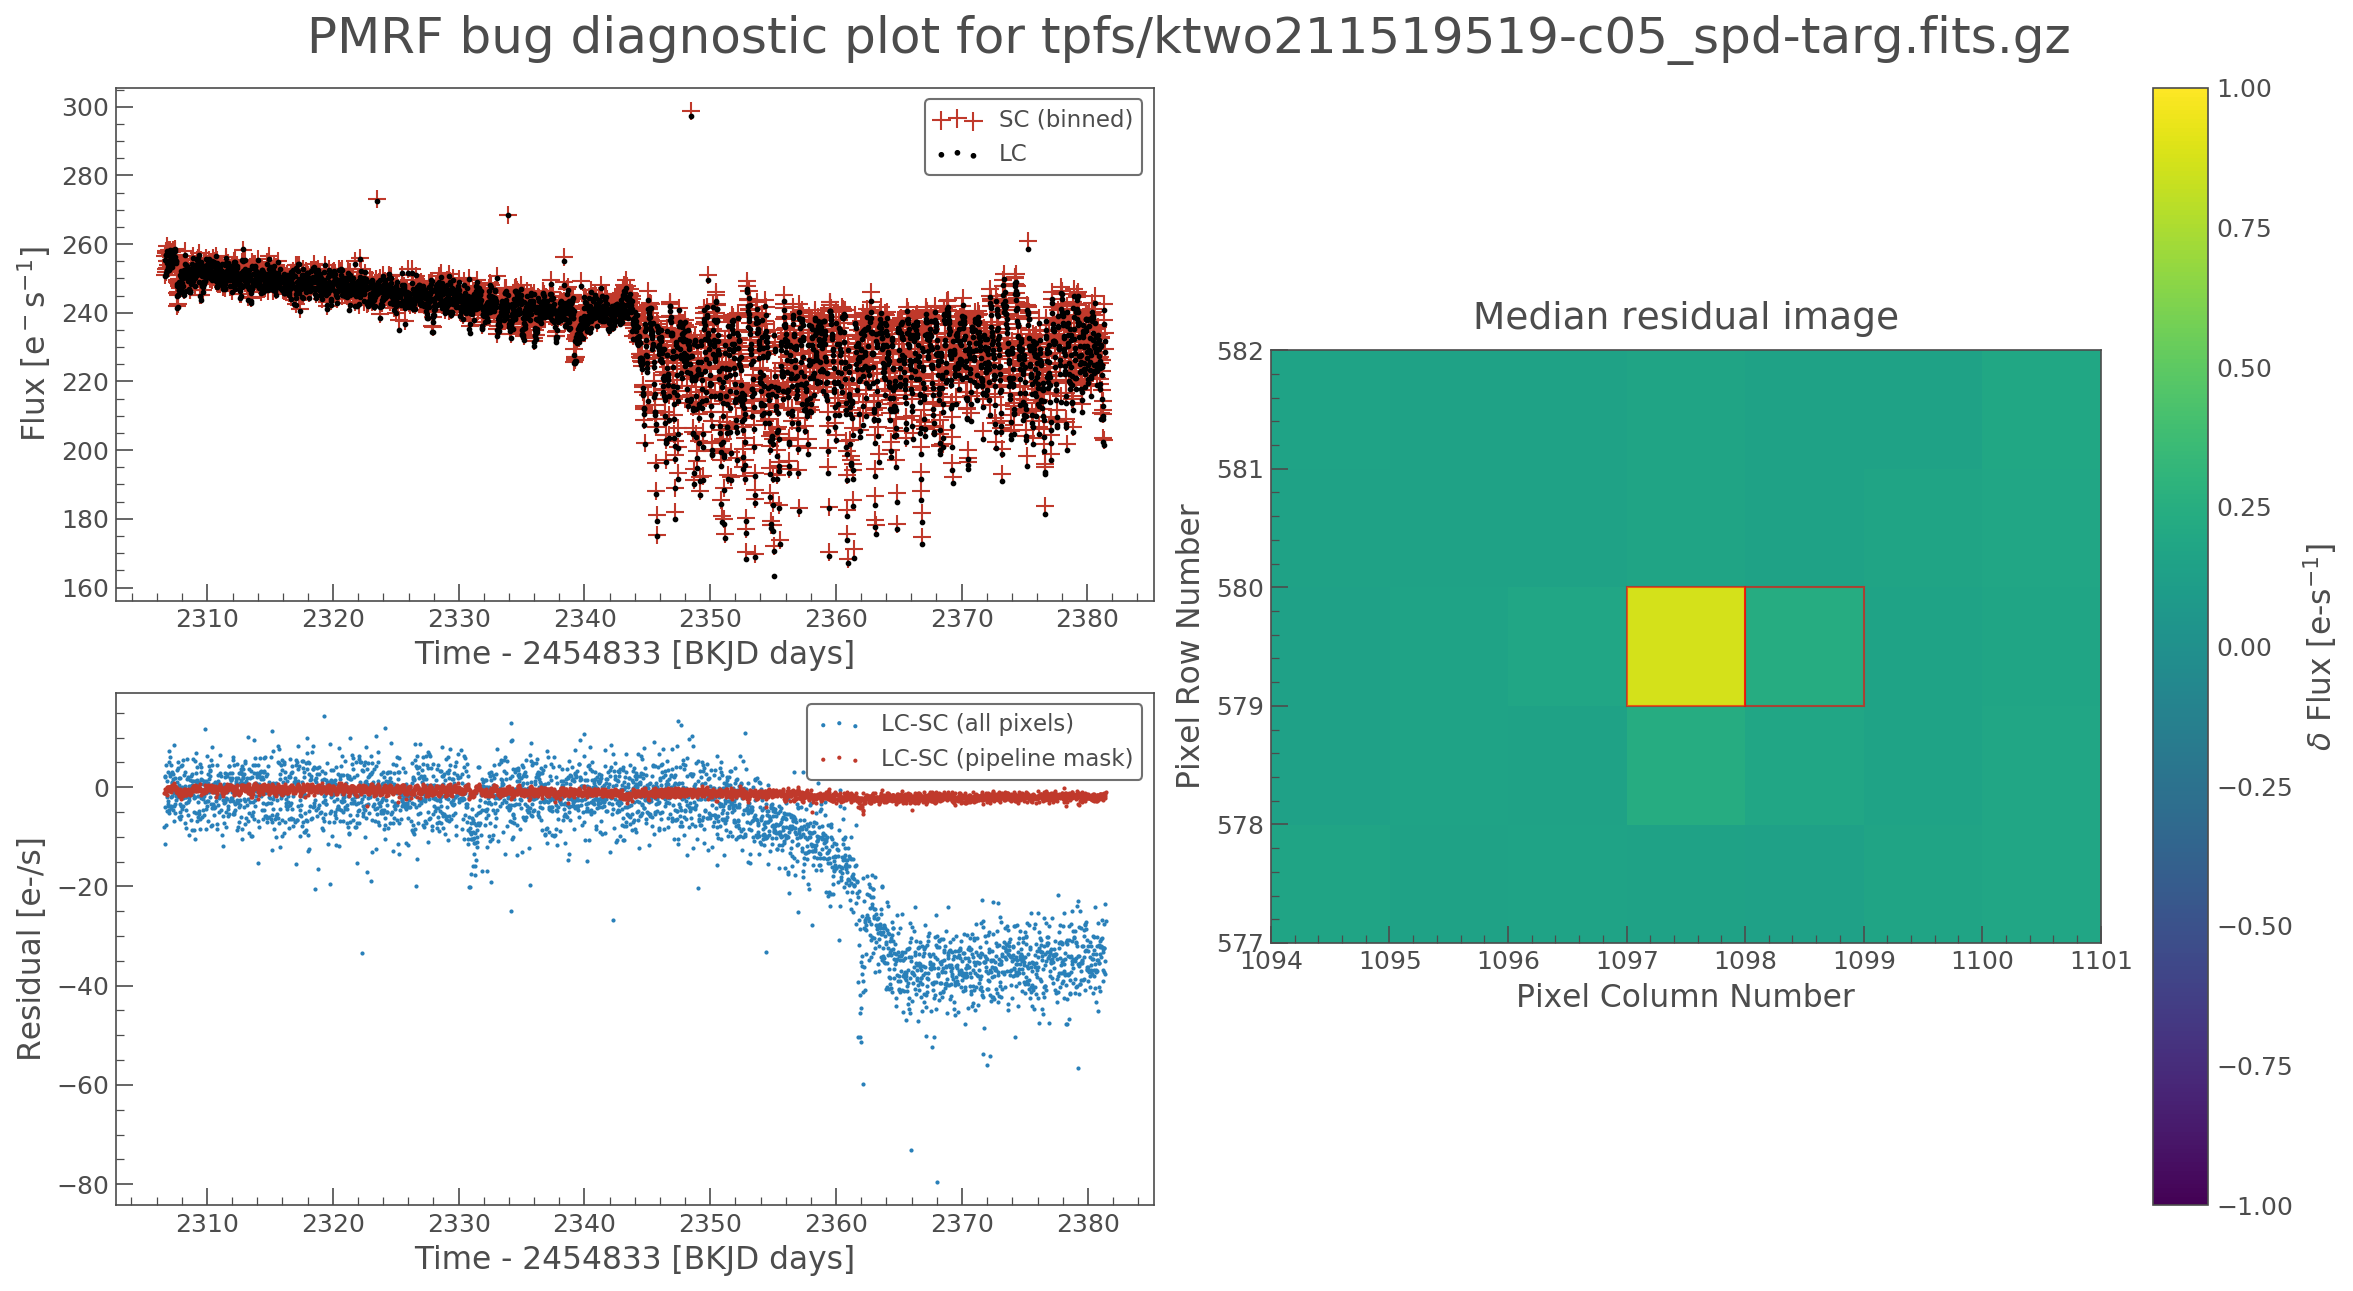 PMRF bug diagnostic plot for tpfs/ktwo211519519-c05_spd-targ.fits.gz
300
280
260
240
220
200
180
160
Flux [e⁻ s⁻¹]
SC (binned)
LC
2310 2320 2330 2340 2350 2360 2370 2380
Time - 2454833 [BKJD days]
0
−20
−40
−60
−80
Residual [e-/s]
LC-SC (all pixels)
LC-SC (pipeline mask)
2310 2320 2330 2340 2350 2360 2370 2380
Time - 2454833 [BKJD days]
Median residual image
582
581
580
579
578
577
Pixel Row Number
1094 1095 1096 1097 1098 1099 1100 1101
Pixel Column Number
1.00
0.75
0.50
0.25
0.00
−0.25
−0.50
−0.75
−1.00
δ Flux [e-s⁻¹]